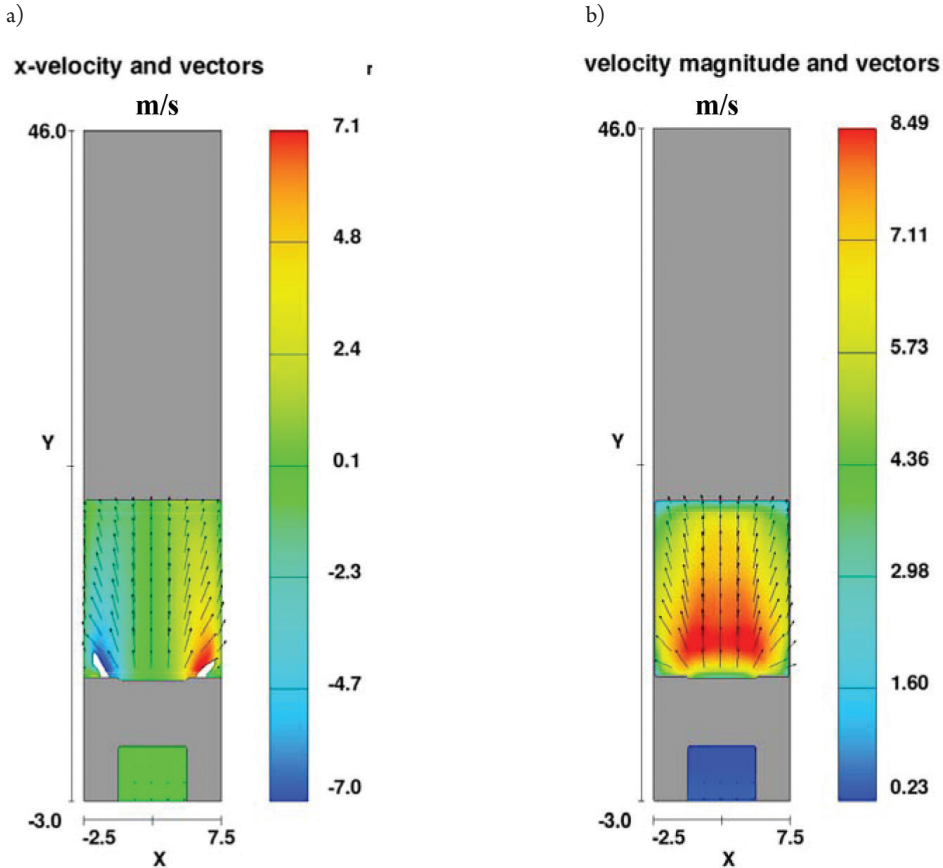 a)
x-velocity and vectors
r
m/s
46.0
7.1
4.8
2.4
Y
0.1
-2.3
-4.7
-7.0
-3.0
-2.5
7.5
X
b)
velocity magnitude and vectors
m/s
46.0
8.49
7.11
5.73
Y
4.36
2.98
1.60
0.23
-3.0
-2.5
7.5
X